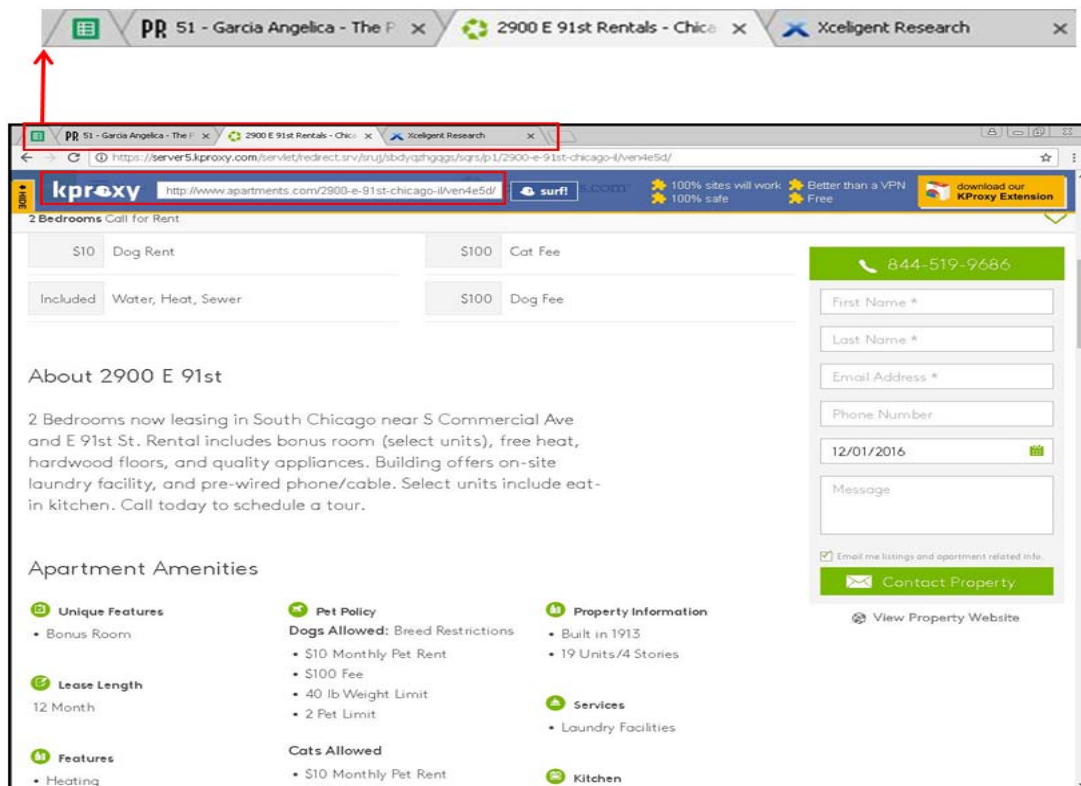 PR 51 - Garcia Angelica - The P
2900 E 91st Rentals - Chica
Xceligent Research
PR 51 - Garcia Angelica - The P
2900 E 91st Rentals - Chic
Xceligent Research
https://server5.kproxy.com/servlet/redirect.srv/sruj/sbdyqzhgqgs/sqrs/p1/2900-e-91st-chicago-il/ven4e5d/
HIDE
kproxy
http://www.apartments.com/2900-e-91st-chicago-il/ven4e5d/
surf!
100% sites will work
100% safe
Better than a VPN
Free
download our
KProxy Extension
2 Bedrooms Call for Rent
$10 Dog Rent
$100 Cat Fee
Included Water, Heat, Sewer
$100 Dog Fee
About 2900 E 91st
2 Bedrooms now leasing in South Chicago near S Commercial Ave
and E 91st St. Rental includes bonus room (select units), free heat,
hardwood floors, and quality appliances. Building offers on-site
laundry facility, and pre-wired phone/cable. Select units include eat-
in kitchen. Call today to schedule a tour.
Apartment Amenities
Unique Features
• Bonus Room
Lease Length
12 Month
Features
• Heating
Pet Policy
Dogs Allowed: Breed Restrictions
• $10 Monthly Pet Rent
• $100 Fee
• 40 lb Weight Limit
• 2 Pet Limit
Cats Allowed
• $10 Monthly Pet Rent
Property Information
• Built in 1913
• 19 Units/4 Stories
Services
• Laundry Facilities
Kitchen
844-519-9686
First Name *
Last Name *
Email Address *
Phone Number
12/01/2016
Message
Email me listings and apartment related info.
Contact Property
View Property Website